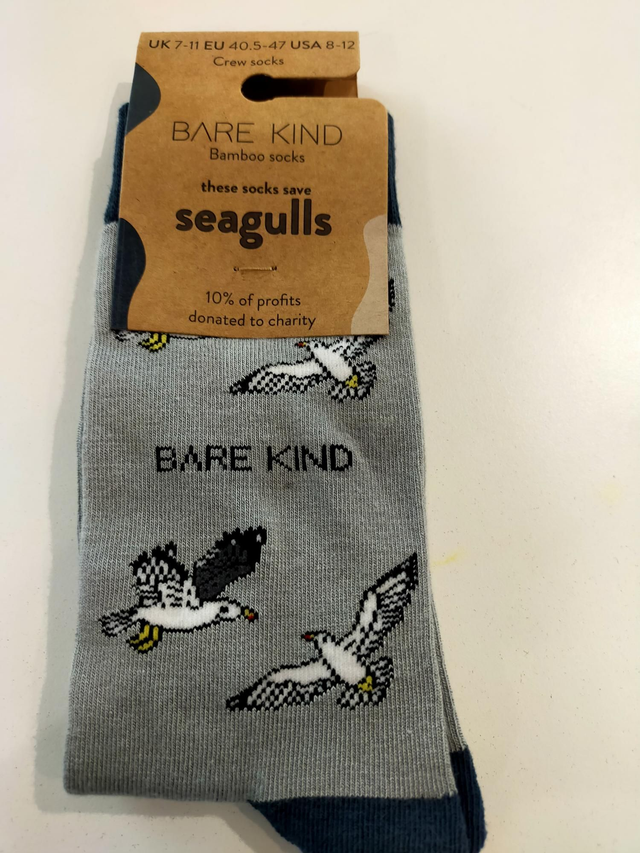 UK 7-11 EU 40.5-47 USA 8-12
Crew socks
BARE KIND
Bamboo socks
these socks save
seagulls
10% of profits
donated to charity
BARE KIND